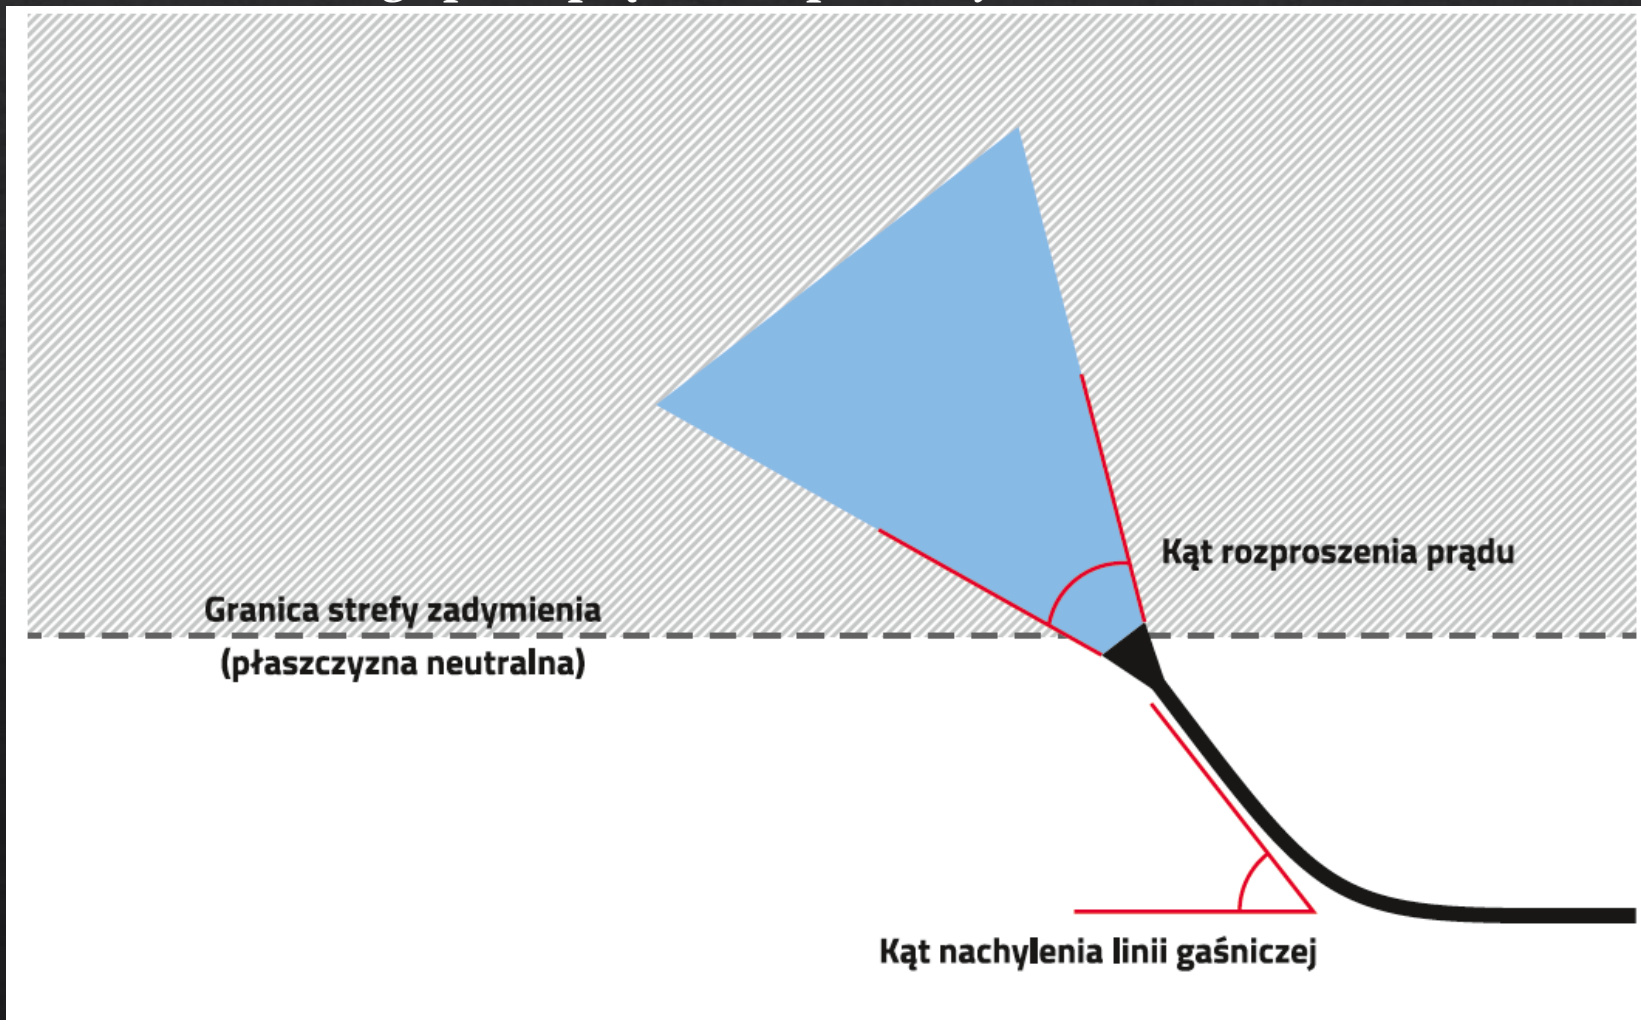 Kąt rozproszenia prądu
Granica strefy zadymienia
(płaszczyzna neutralna)
Kąt nachylenia linii gaśniczej